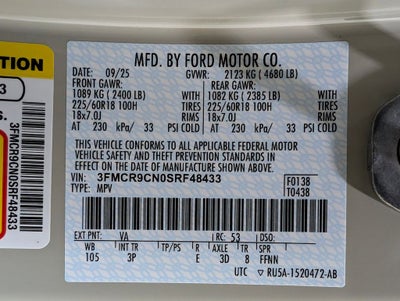 MFD. BY FORD MOTOR CO.
DATE: 09/25 GVWR: 2123 KG ( 4680 LB)
FRONT GAWR: REAR GAWR:
1089 KG ( 2400 LB) WITH 1082 KG ( 2385 LB) WITH
225/60R18 100H TIRES 225/60R18 100H TIRES
18x7.0J RIMS 18x7.0J RIMS
AT 230 kPa/ 33 PSI COLD AT 230 kPa/ 33 PSI COLD
THIS VEHICLE CONFORMS TO ALL APPLICABLE FEDERAL MOTOR
VEHICLE SAFETY AND THEFT PREVENTION STANDARDS IN
EFFECT ON THE DATE OF MANUFACTURE SHOWN ABOVE.
VIN: 3FMCR9CN0SRF48433 F0138
TYPE: MPV T0438
EXT PNT: VA RC: 53 DSO:
WB INT TR TP/PS R AXLE TR SPR
105 3P E 3D 8 FFNN
UTC ▽ RU5A-1520472-AB
TION
3
s.
3FMCR9CN0SRF48433